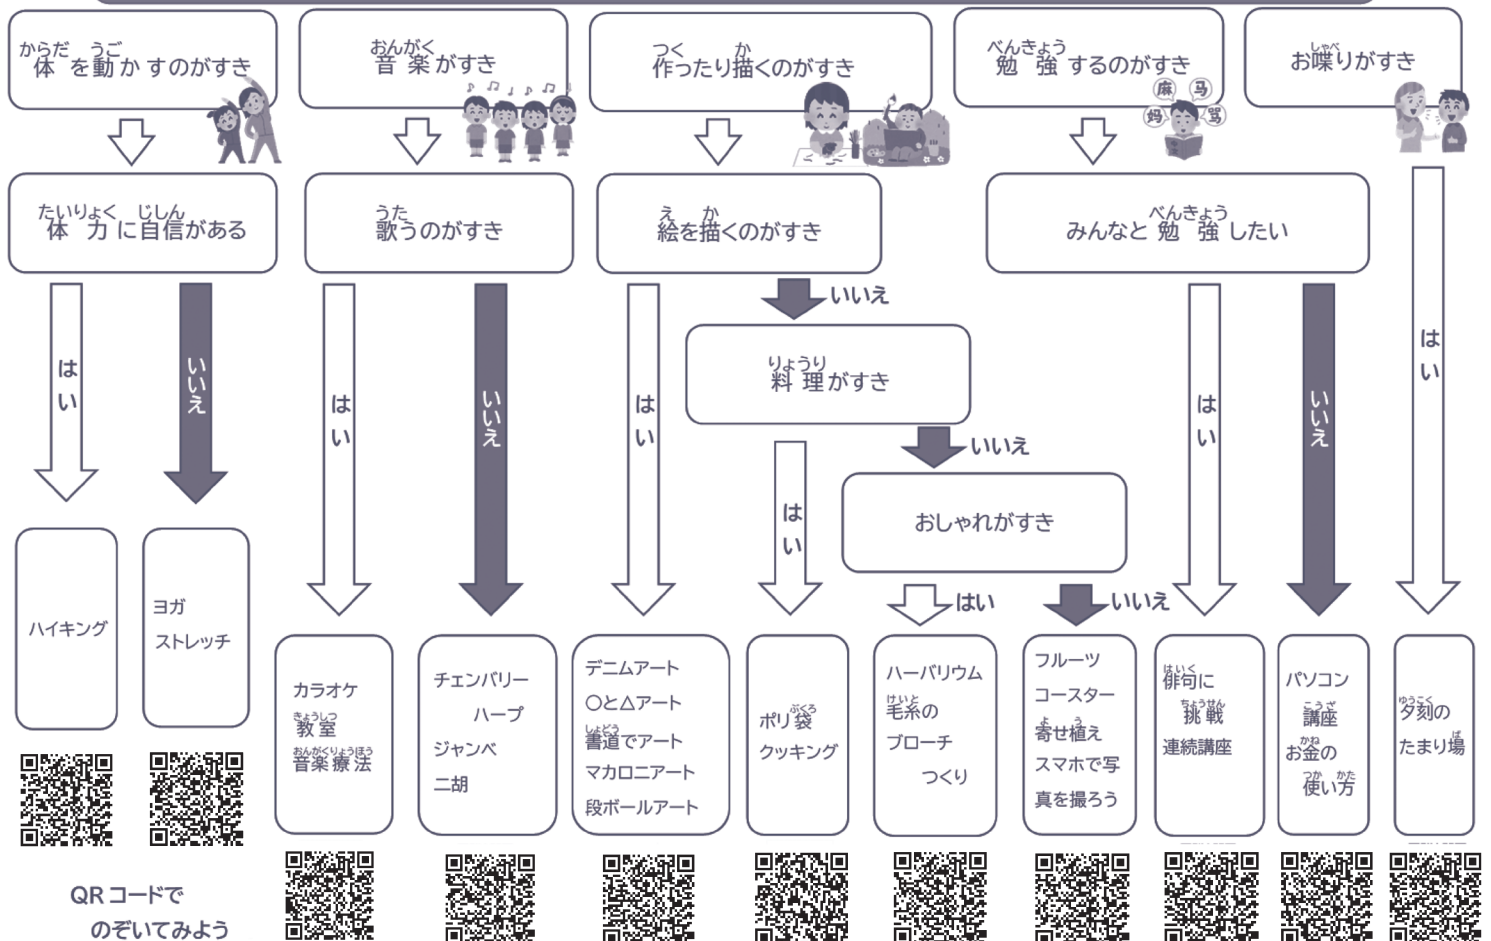 体を動かすのがすき
からだ うご
音楽がすき
おんがく
作ったり描くのがすき
つく か
勉強するのがすき
べんきょう
お喋りがすき
しゃべ
麻
马
妈
骂
体力に自信がある
たいりょく じしん
歌うのがすき
うた
絵を描くのがすき
え か
みんなと勉強したい
べんきょう
はい
いいえ
はい
いいえ
はい
いいえ
料理がすき
りょうり
はい
いいえ
おしゃれがすき
はい
いいえ
はい
いいえ
はい
ハイキング
ヨガ
ストレッチ
カラオケ
教室
きょうしつ
音楽療法
おんがくりょうほう
チェンバリー
ハープ
ジャンベ
二胡
デニムアート
○と△アート
書道でアート
しょどう
マカロニアート
段ボールアート
ポリ袋
ぶくろ
クッキング
ハーバリウム
毛糸の
けいと
ブローチ
つくり
フルーツ
コースター
寄せ植え
よ う
スマホで写
真を撮ろう
俳句に
はいく
挑戦
ちょうせん
連続講座
パソコン
講座
こうざ
お金の
かね
使い方
つか かた
夕刻の
ゆうこく
たまり場
ば
QRコードで
のぞいてみよう